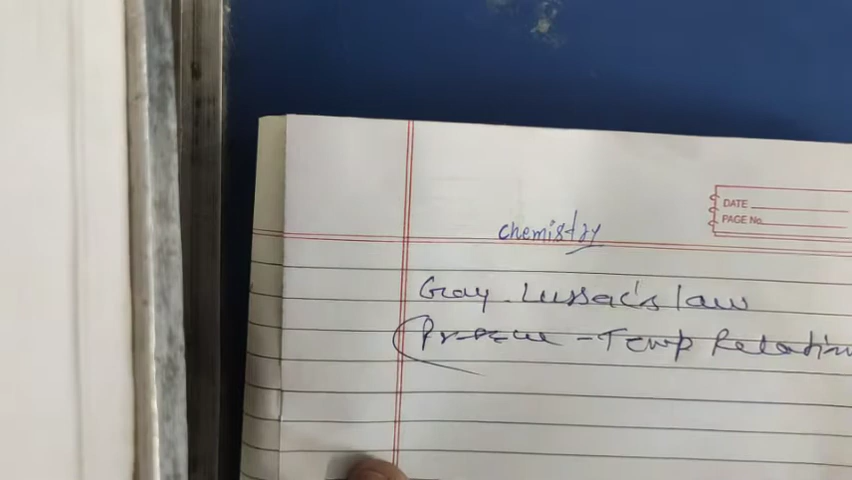 DATE
PAGE No.
chemistry
Gay-Lussac's law
(Pressure - Temp Relation